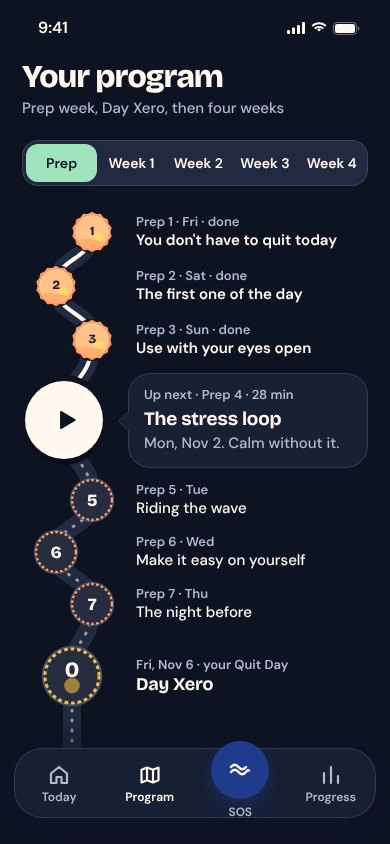 9:41
Your program
Prep week, Day Xero, then four weeks
Prep
Week 1
Week 2
Week 3
Week 4
1
Prep 1 · Fri · done
You don't have to quit today
2
Prep 2 · Sat · done
The first one of the day
3
Prep 3 · Sun · done
Use with your eyes open
Up next · Prep 4 · 28 min
The stress loop
Mon, Nov 2. Calm without it.
5
Prep 5 · Tue
Riding the wave
6
Prep 6 · Wed
Make it easy on yourself
7
Prep 7 · Thu
The night before
0
Fri, Nov 6 · your Quit Day
Day Xero
Today
Program
SOS
Progress